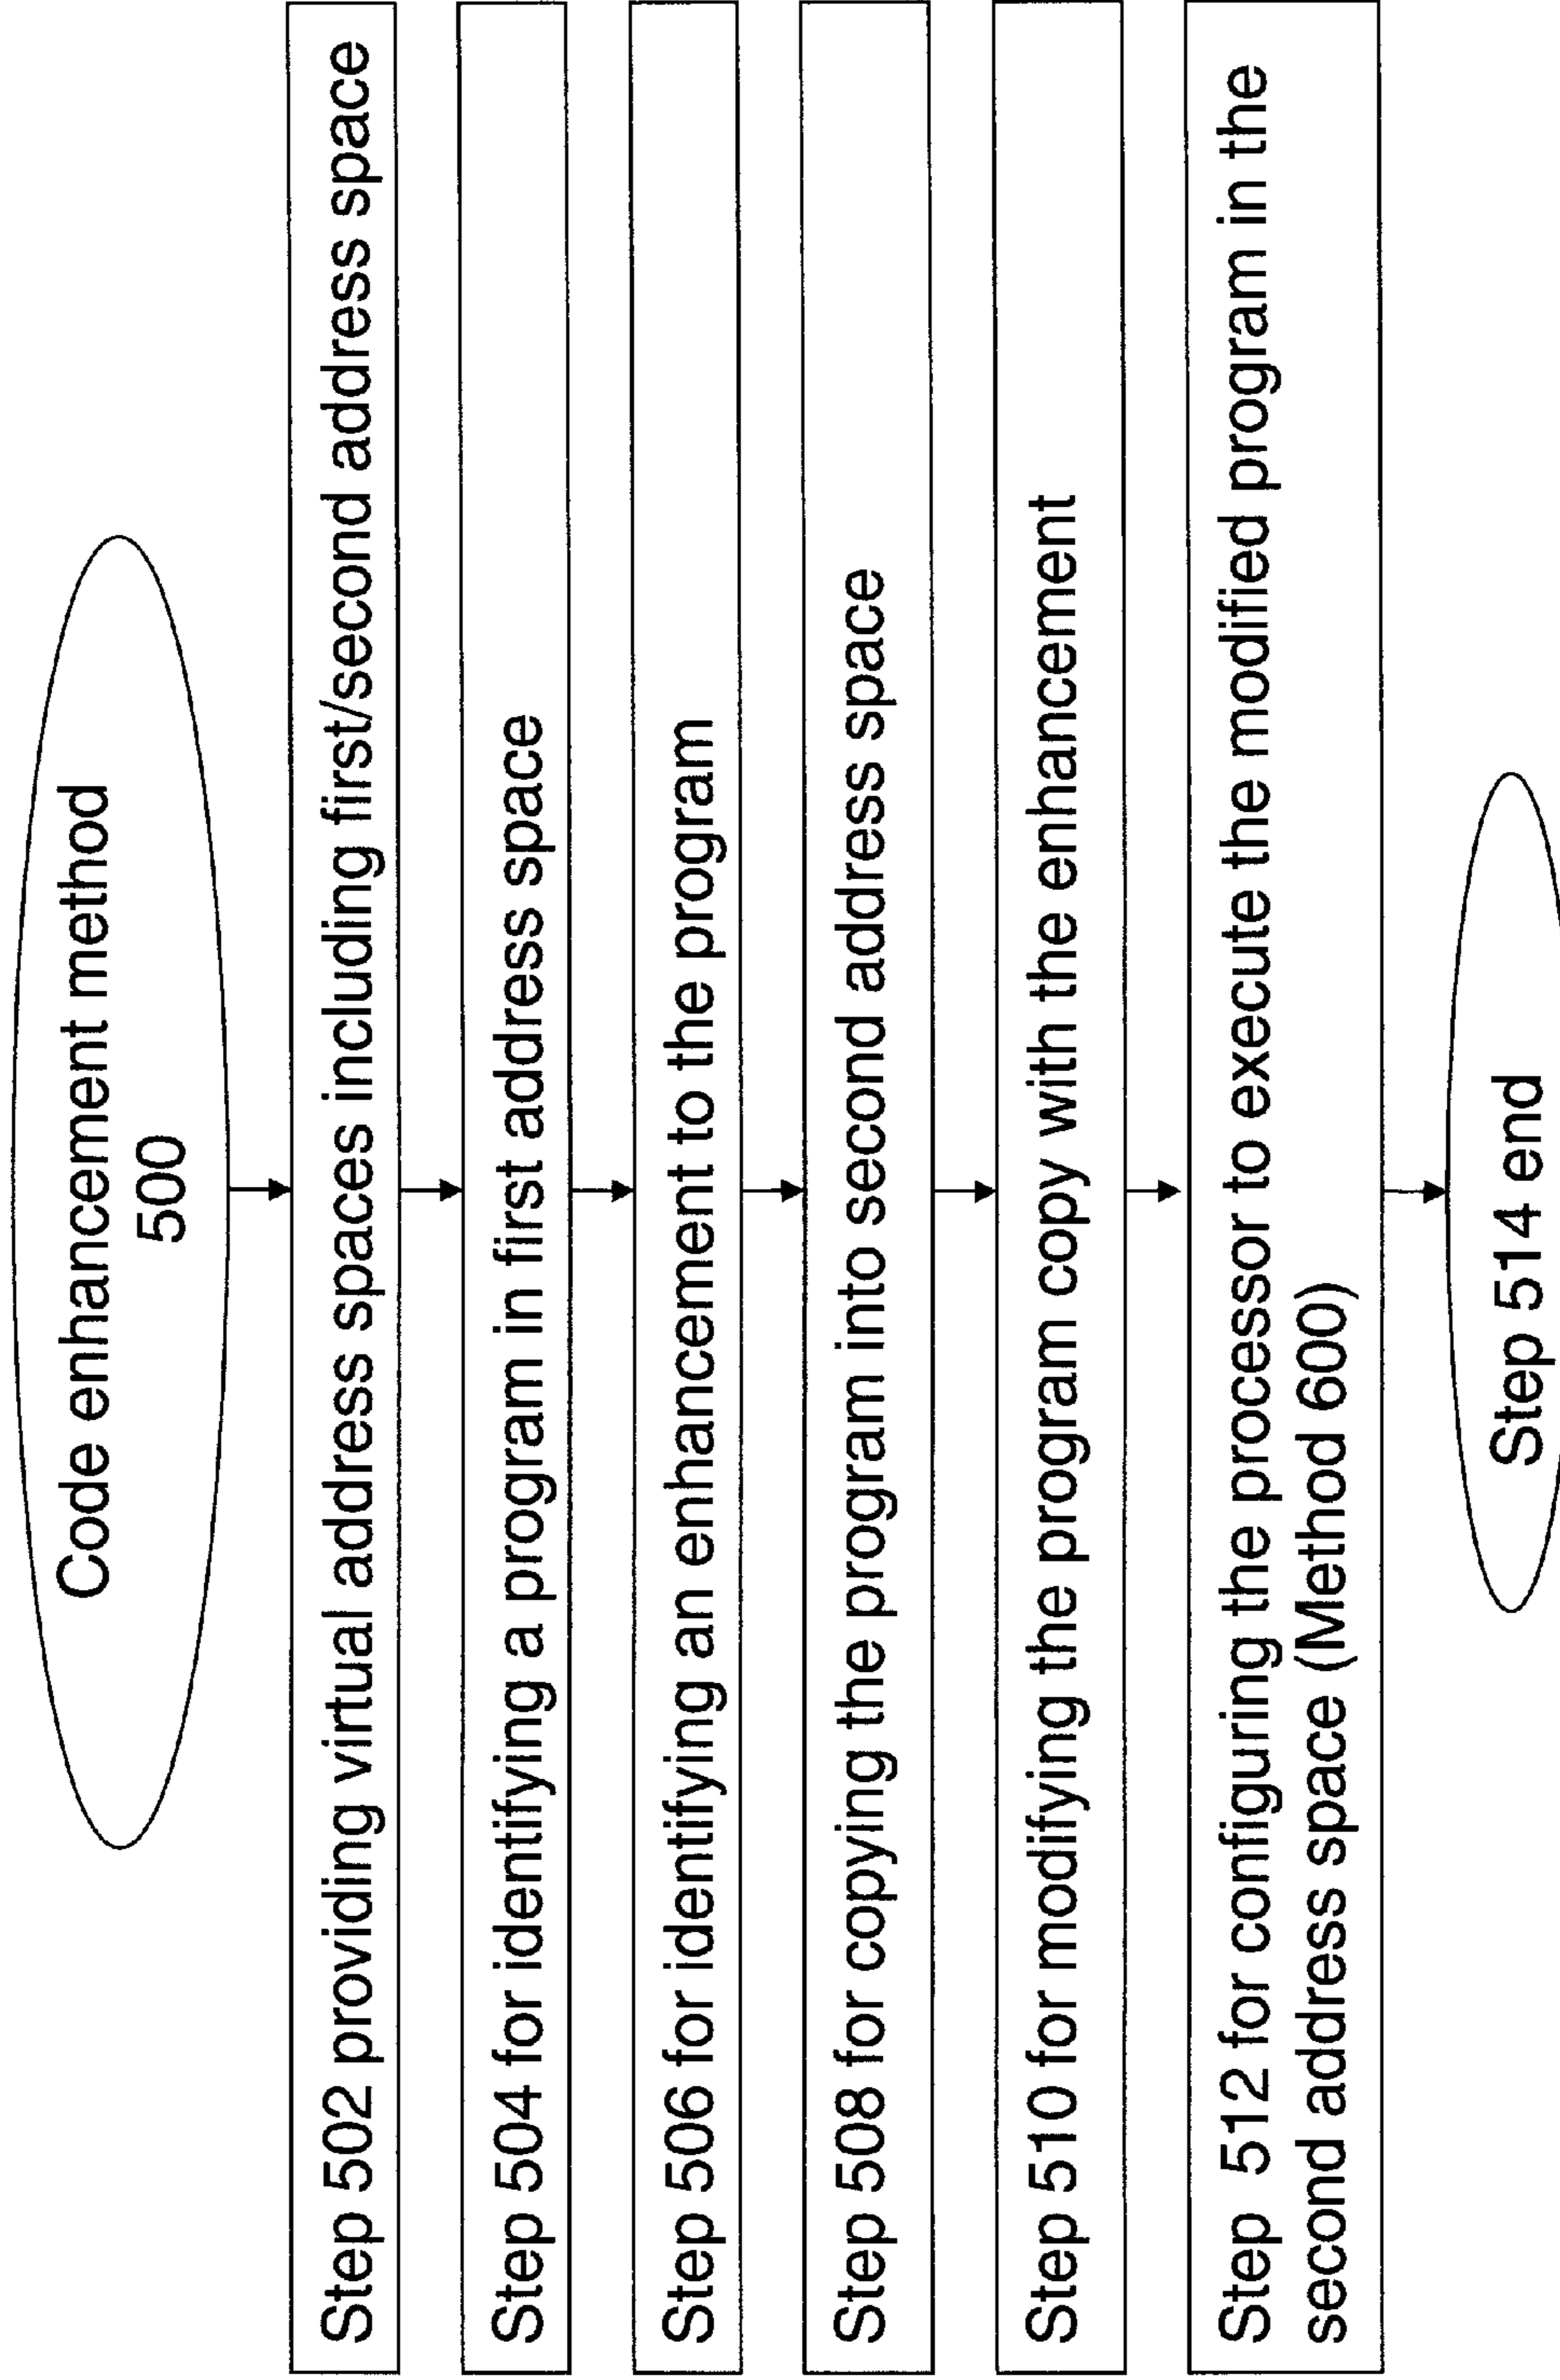 Code enhancement method
500
Step 502 providing virtual address spaces including first/second address space
Step 504 for identifying a program in first address space
Step 506 for identifying an enhancement to the program
Step 508 for copying the program into second address space
Step 510 for modifying the program copy with the enhancement
Step 512 for configuring the processor to execute the modified program in the
second address space (Method 600)
Step 514 end